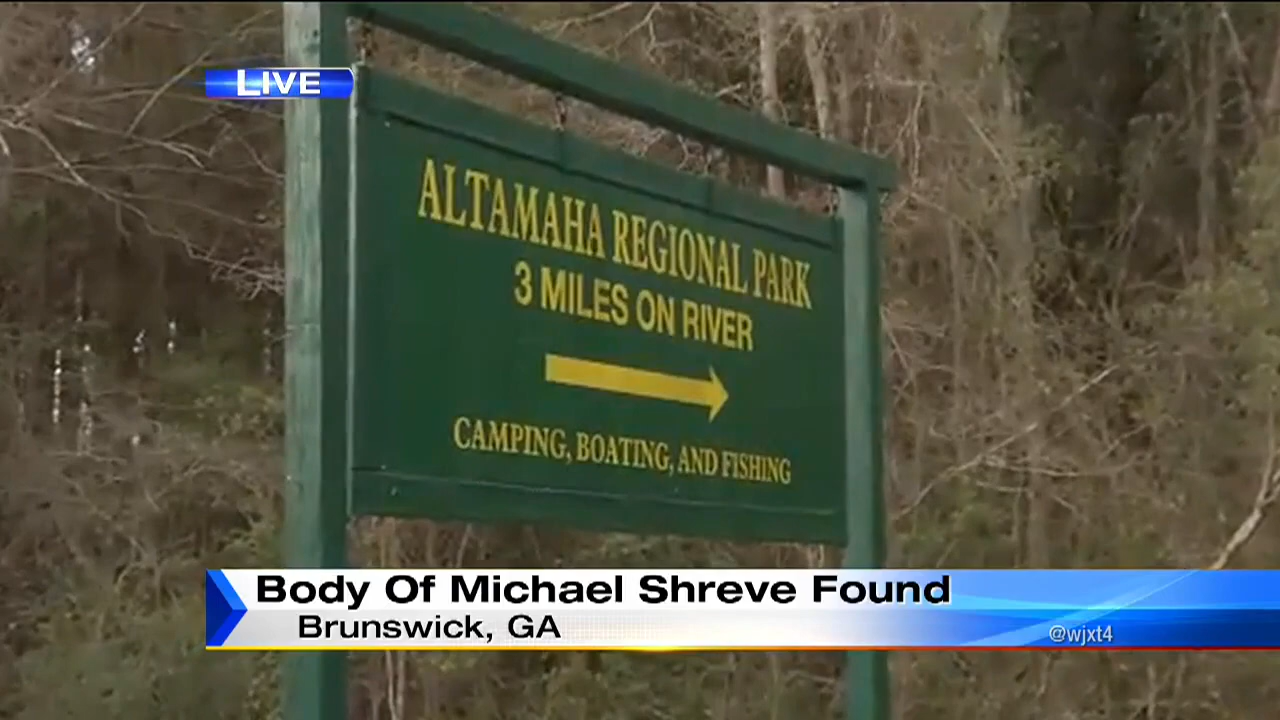 LIVE
ALTAMAHA REGIONAL PARK
3 MILES ON RIVER
CAMPING, BOATING, AND FISHING
Body Of Michael Shreve Found
Brunswick, GA
@wjxt4